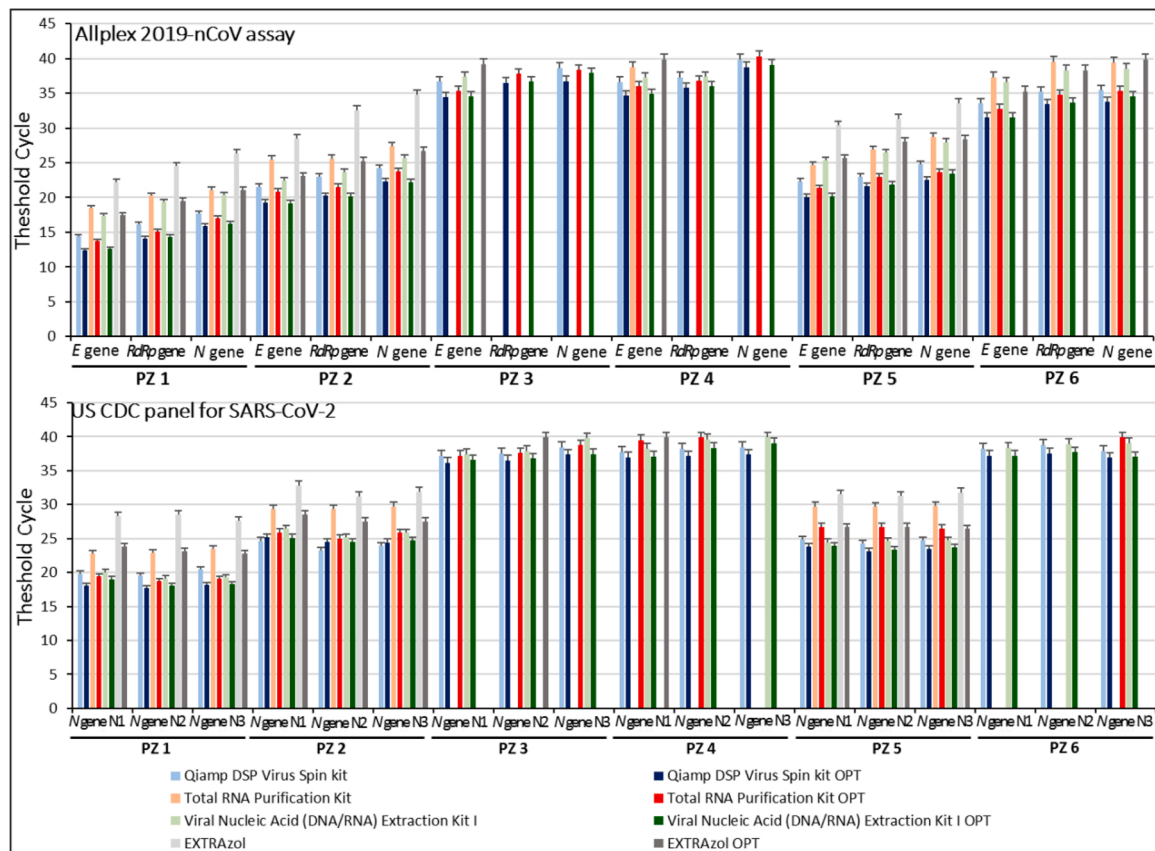 Allplex 2019-nCoV assay
45
40
35
30
25
20
15
10
5
0
Theshold Cycle
E gene RdRp gene N gene E gene RdRp gene N gene E gene RdRp gene N gene E gene RdRp gene N gene E gene RdRp gene N gene E gene RdRp gene N gene
PZ 1 PZ 2 PZ 3 PZ 4 PZ 5 PZ 6
US CDC panel for SARS-CoV-2
45
40
35
30
25
20
15
10
5
0
Theshold Cycle
N gene N1 N gene N2 N gene N3 N gene N1 N gene N2 N gene N3 N gene N1 N gene N2 N gene N3 N gene N1 N gene N2 N gene N3 N gene N1 N gene N2 N gene N3 N gene N1 N gene N2 N gene N3
PZ 1 PZ 2 PZ 3 PZ 4 PZ 5 PZ 6
Qiamp DSP Virus Spin kit Qiamp DSP Virus Spin kit OPT
Total RNA Purification Kit Total RNA Purification Kit OPT
Viral Nucleic Acid (DNA/RNA) Extraction Kit I Viral Nucleic Acid (DNA/RNA) Extraction Kit I OPT
EXTRAzol EXTRAzol OPT